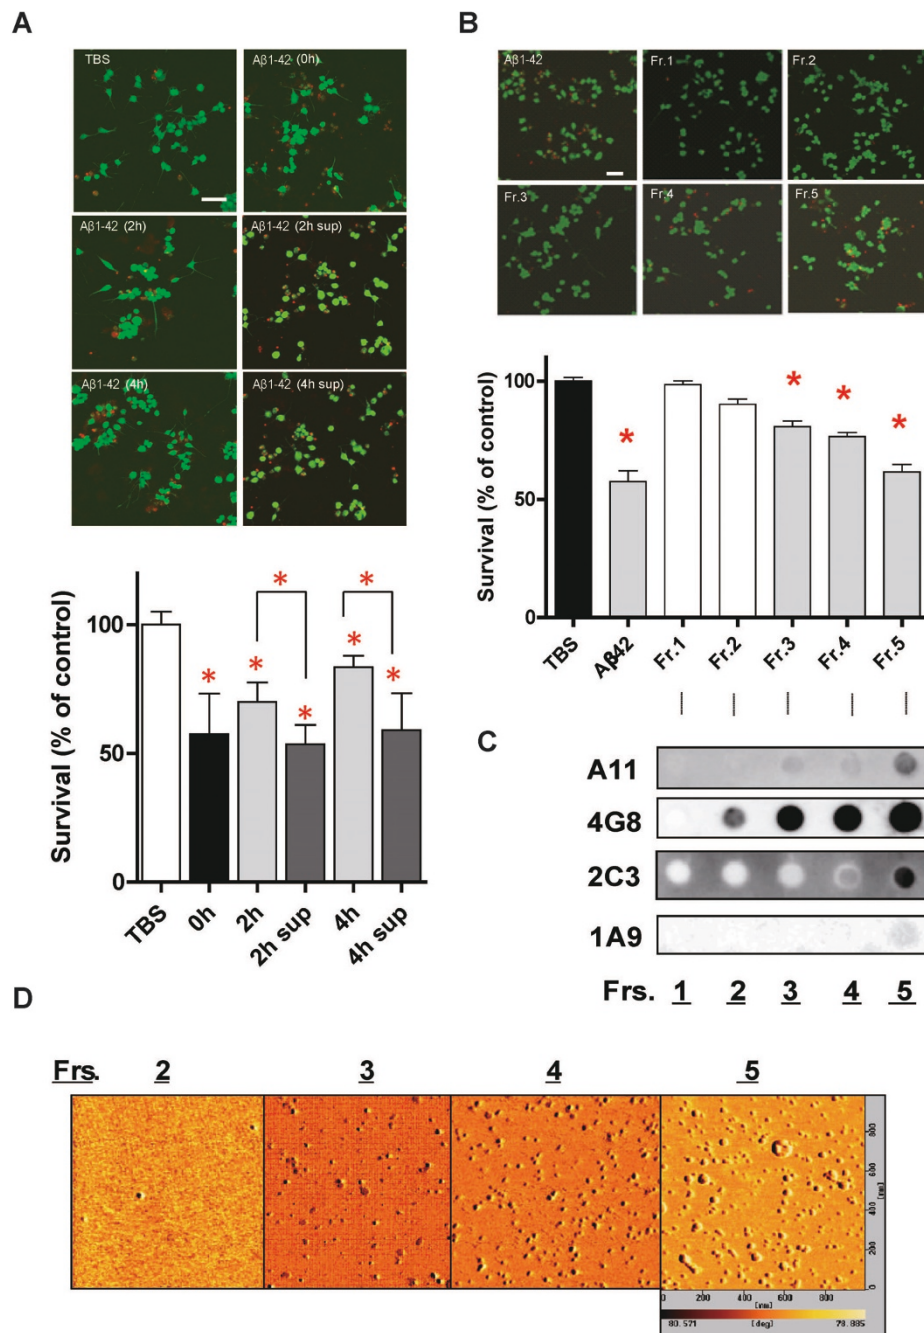 A
TBS
Aβ1-42 (0h)
Aβ1-42 (2h)
Aβ1-42 (2h sup)
Aβ1-42 (4h)
Aβ1-42 (4h sup)
Survival (% of control)
100
50
0
TBS
0h
2h
2h sup
4h
4h sup
* * * * * * *
B
Aβ1-42
Fr.1
Fr.2
Fr.3
Fr.4
Fr.5
Survival (% of control)
100
50
0
* * * *
TBS
Aβ42
Fr.1
Fr.2
Fr.3
Fr.4
Fr.5
C
A11
4G8
2C3
1A9
Frs. 1 2 3 4 5
D
Frs. 2 3 4 5
800
600
400
200
0
[nm]
0 200 400 600 800
[nm]
80.571 [deg] 78.885